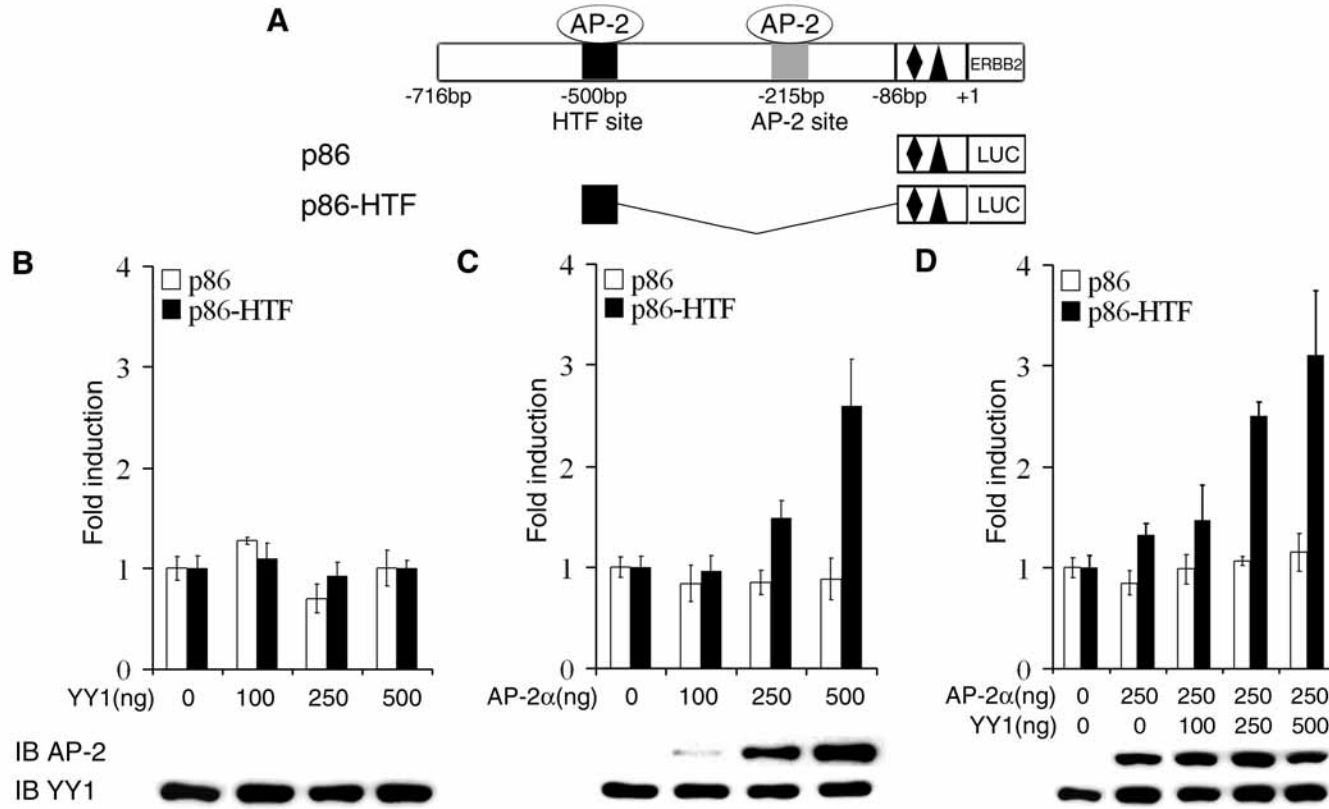 A
AP-2 AP-2
ERBB2
-716bp -500bp -215bp -86bp +1
HTF site AP-2 site
p86 LUC
p86-HTF LUC
B
4
3
2
1
0
Fold induction
p86
p86-HTF
YY1(ng) 0 100 250 500
C
4
3
2
1
0
Fold induction
p86
p86-HTF
AP-2α(ng) 0 100 250 500
D
4
3
2
1
0
Fold induction
p86
p86-HTF
AP-2α(ng) 0 250 250 250 250
YY1(ng) 0 0 100 250 500
IB AP-2
IB YY1